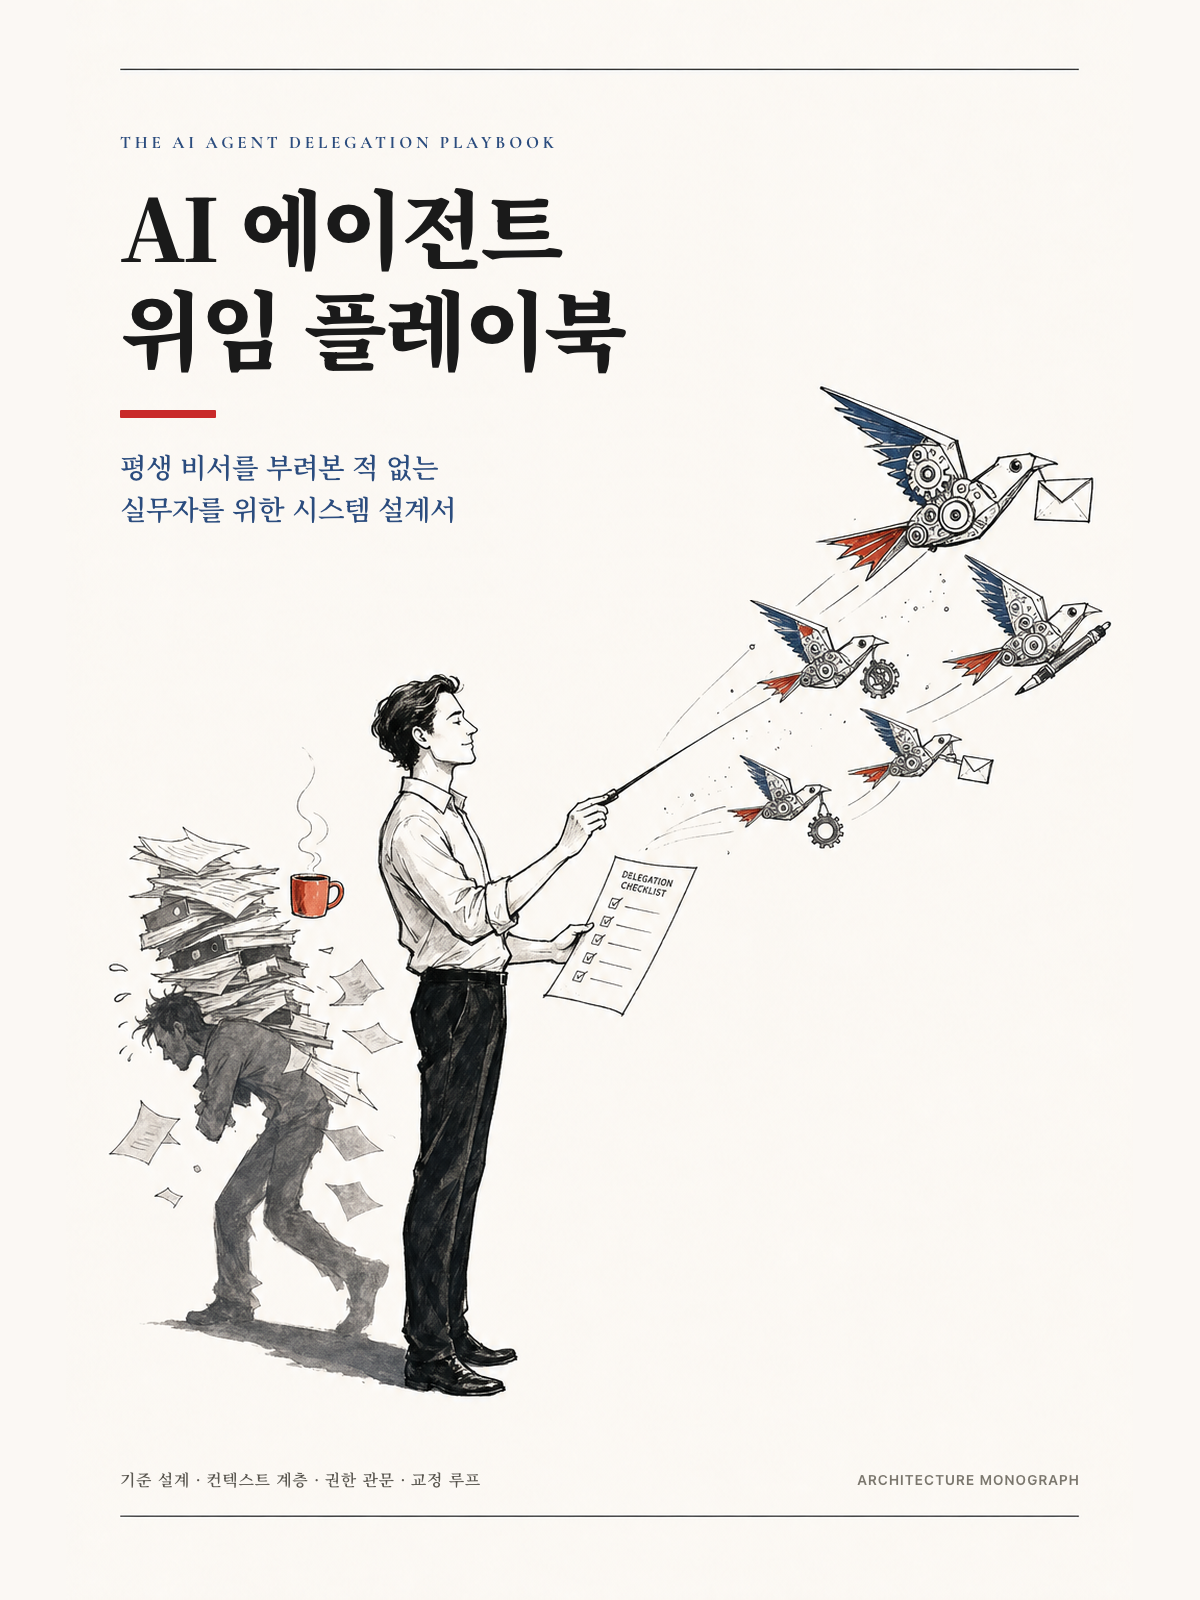 THE AI AGENT DELEGATION PLAYBOOK
AI 에이전트
위임 플레이북
평생 비서를 부려본 적 없는
실무자를 위한 시스템 설계서
DELEGATION
CHECKLIST
기준 설계 · 컨텍스트 계층 · 권한 관문 · 교정 루프
ARCHITECTURE MONOGRAPH